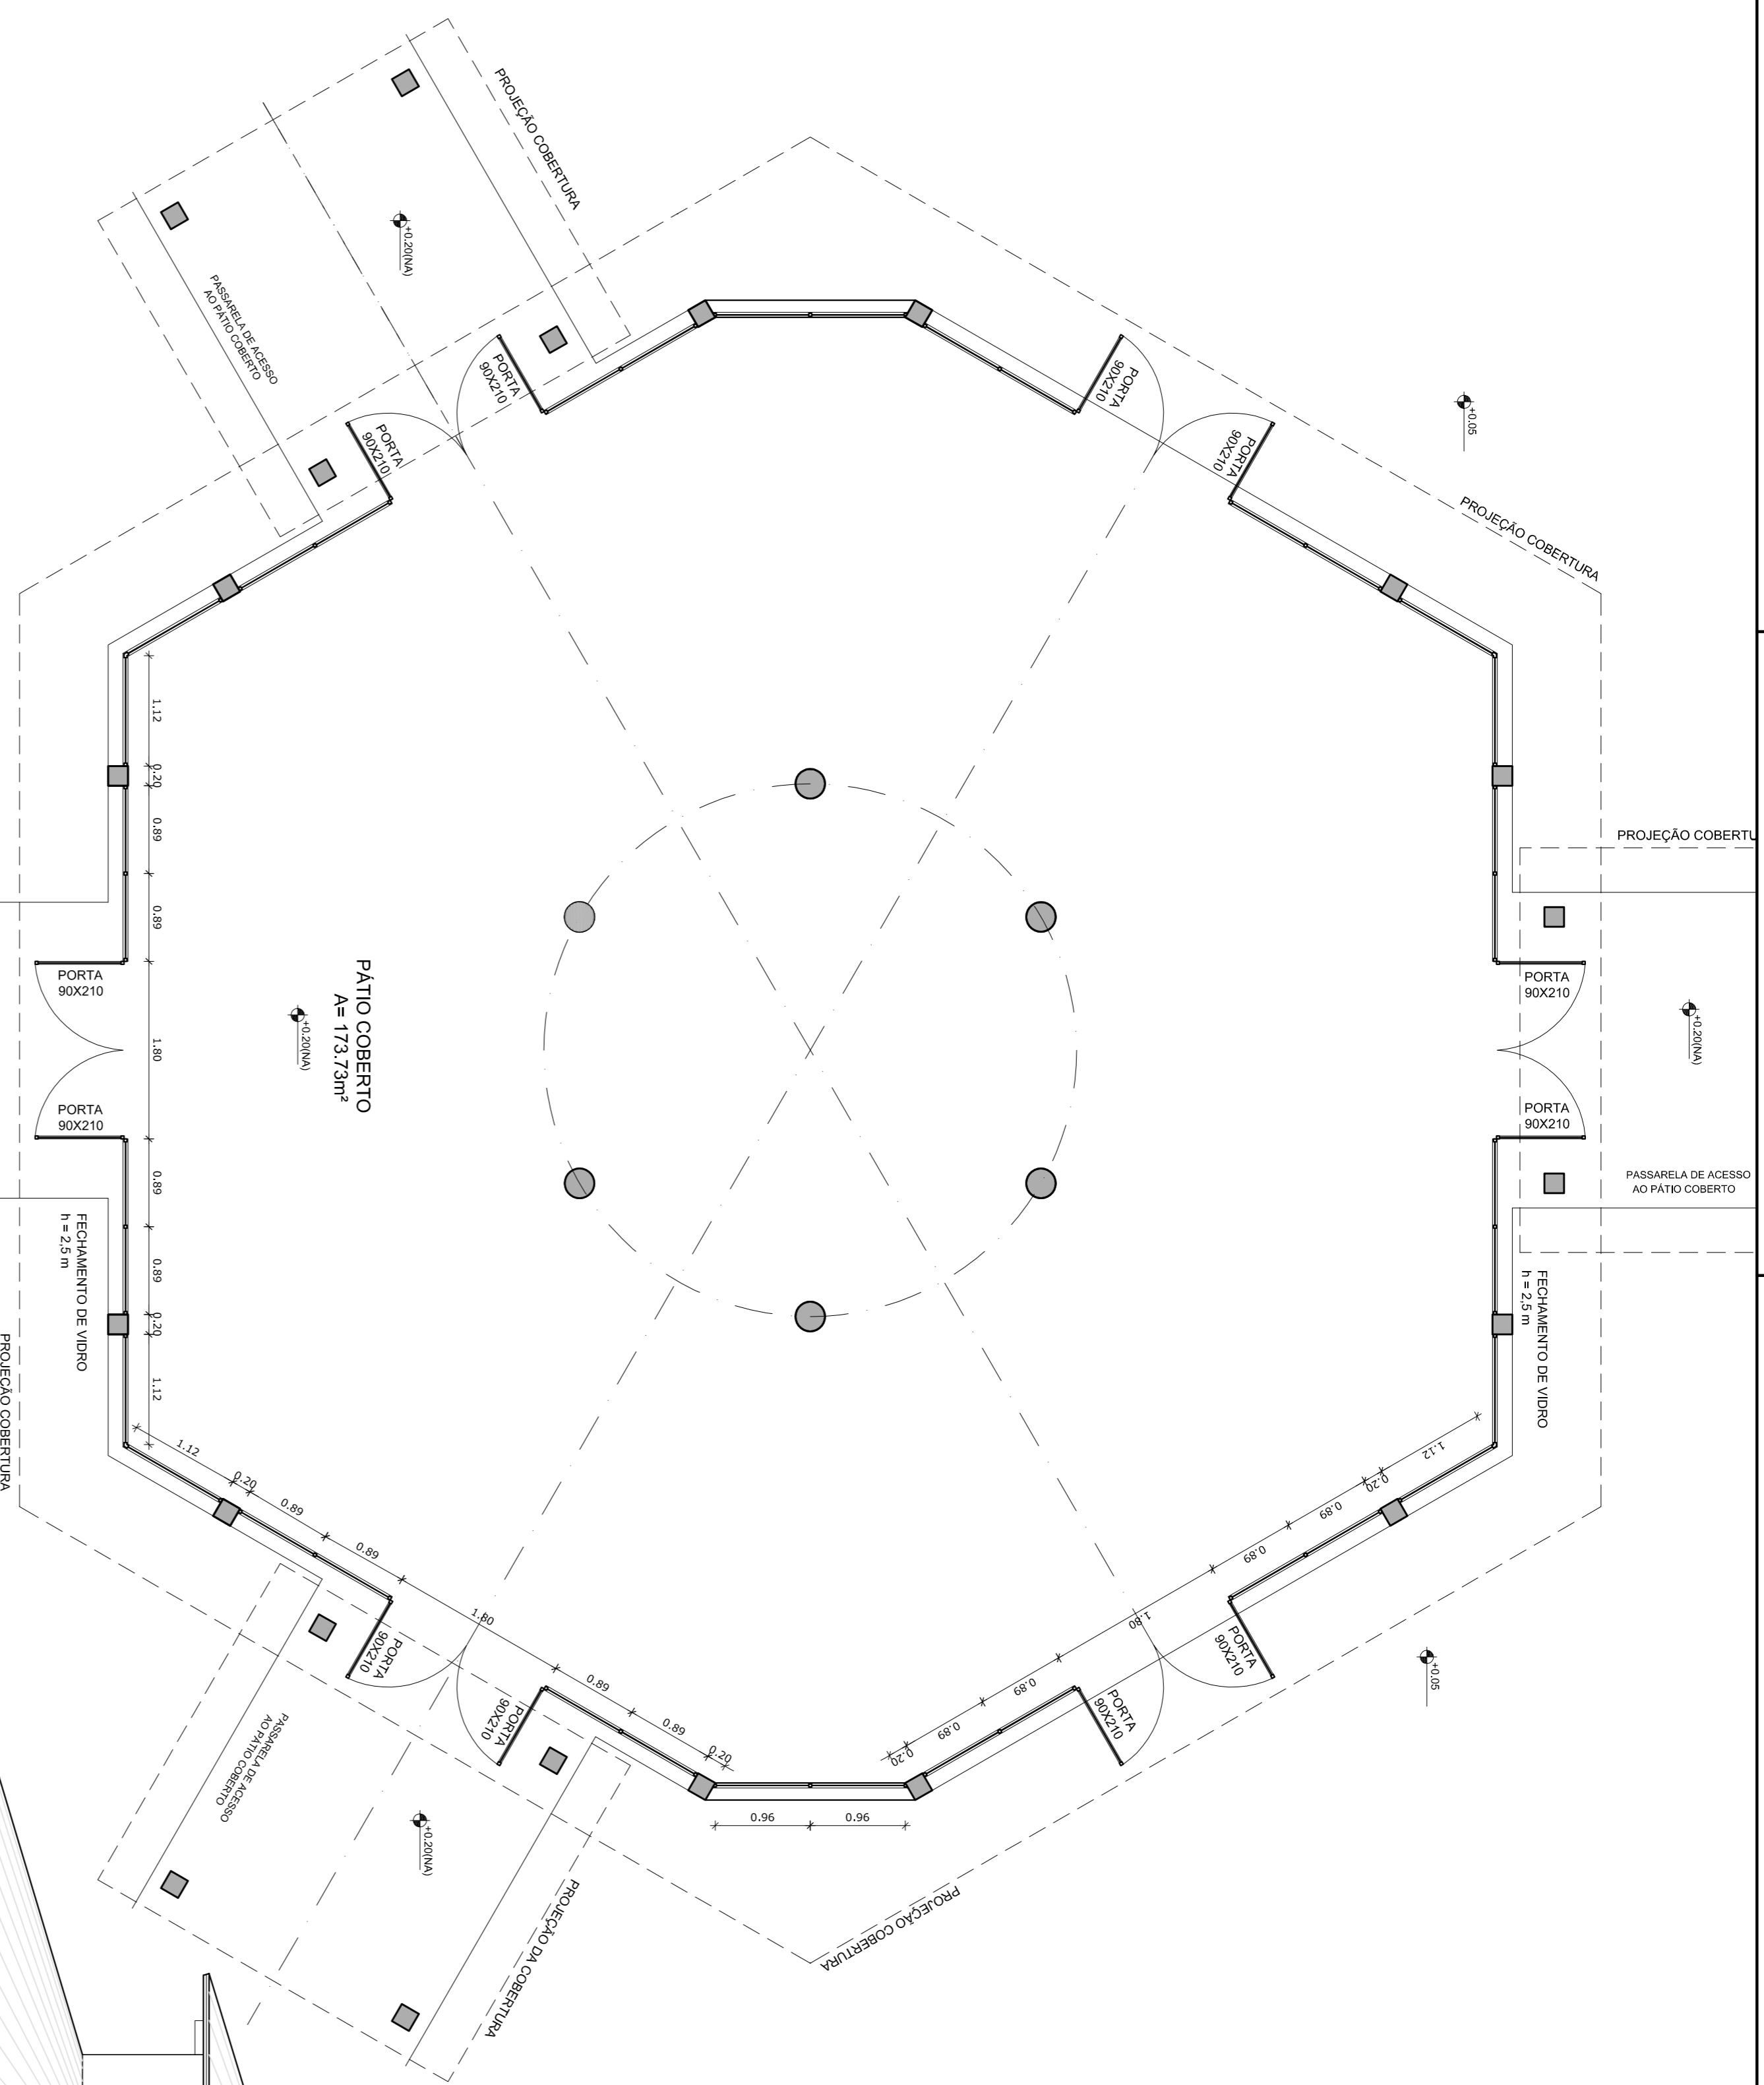 PROJEÇÃO COBERTURA
+0.20(NA)
PASSARELA DE ACESSO
AO PÁTIO COBERTO
PORTA
90X210
PORTA
90X210
PORTA
90X210
PORTA
90X210
+0.05
PROJEÇÃO COBERTURA
1.12
0.20
0.89
0.89
1.80
0.89
0.89
0.20
1.12
PORTA
90X210
PORTA
90X210
PÁTIO COBERTO
A= 173.73m²
+0.20(NA)
PROJEÇÃO COBERTU
PORTA
90X210
PORTA
90X210
+0.20(NA)
PASSARELA DE ACESSO
AO PÁTIO COBERTO
FECHAMENTO DE VIDRO
h = 2,5 m
FECHAMENTO DE VIDRO
h = 2,5 m
PROJEÇÃO COBERTURA
1.12
0.20
0.89
0.89
1.80
0.89
0.89
0.20
1.12
0.20
0.89
0.89
1.80
0.89
0.89
0.20
PORTA
90X210
PORTA
90X210
PORTA
90X210
PORTA
90X210
+0.05
0.96
0.96
PASSARELA DE ACESSO
AO PÁTIO COBERTO
+0.20(NA)
PROJEÇÃO DA COBERTURA
PROJEÇÃO COBERTURA